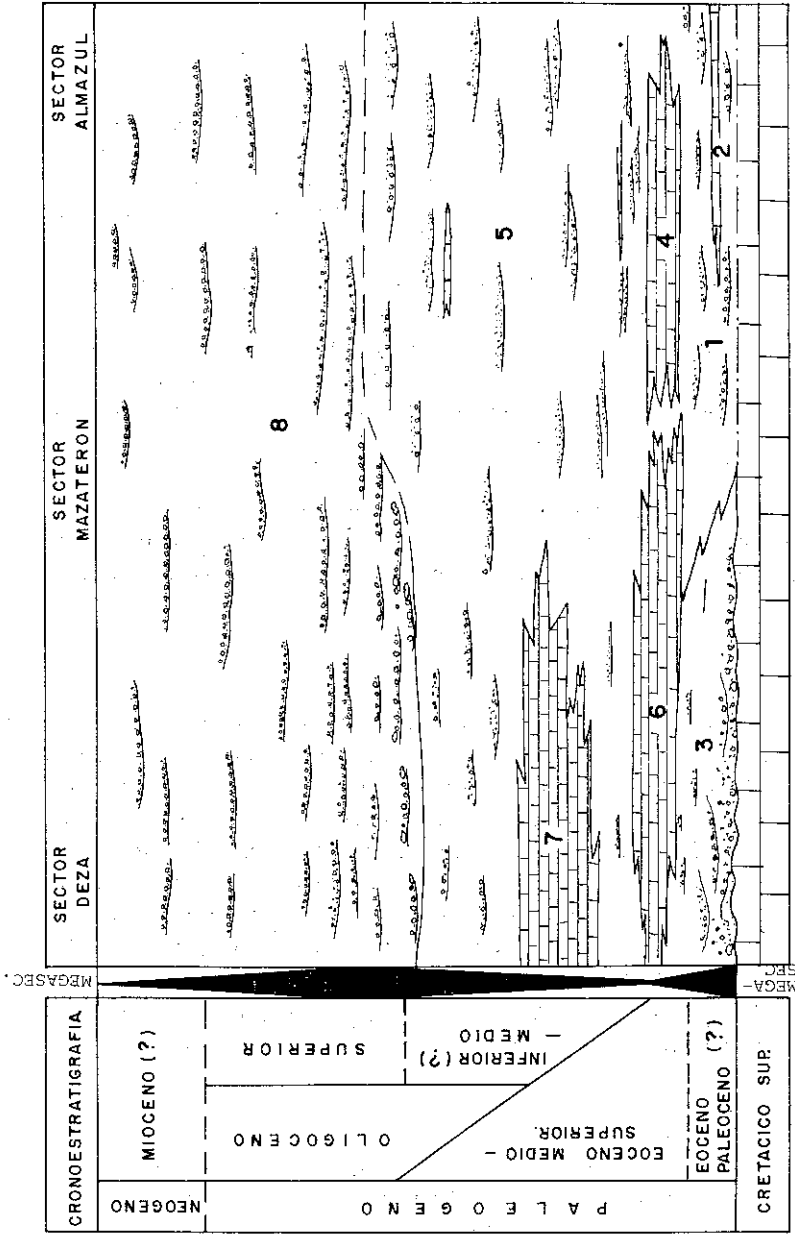 SECTOR
DEZA
SECTOR
MAZATERON
SECTOR
ALMAZUL
8
5
7
4
6
2
1
3
MEGASEC.
MEGA-
SEC
CRONOESTRATIGRAFIA
NEOGENO
MIOCENO (?)
PALEOGENO
OLIGOCENO
SUPERIOR
INFERIOR (?)
— MEDIO
EOCENO MEDIO —
SUPERIOR.
EOCENO
PALEOCENO (?)
CRETACICO SUP.